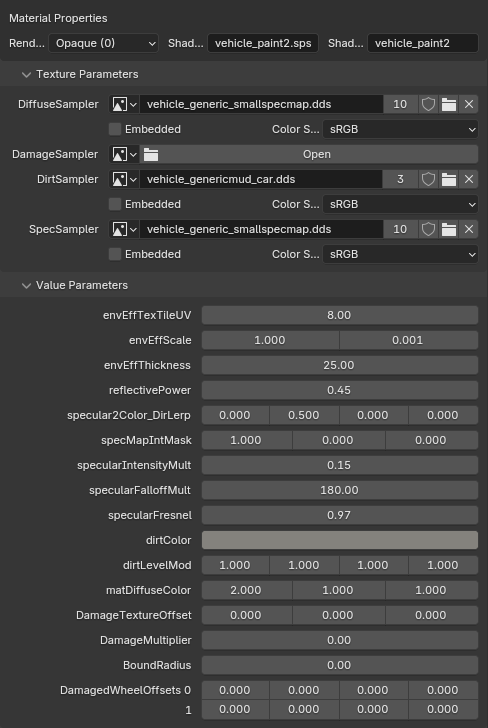 Material Properties
Rend... Opaque (0) Shad... vehicle_paint2.sps Shad... vehicle_paint2
Texture Parameters
DiffuseSampler vehicle_generic_smallspecmap.dds 10
Embedded Color S... sRGB
DamageSampler Open
DirtSampler vehicle_genericmud_car.dds 3
Embedded Color S... sRGB
SpecSampler vehicle_generic_smallspecmap.dds 10
Embedded Color S... sRGB
Value Parameters
envEffTexTileUV 8.00
envEffScale 1.000 0.001
envEffThickness 25.00
reflectivePower 0.45
specular2Color_DirLerp 0.000 0.500 0.000 0.000
specMapIntMask 1.000 0.000 0.000
specularIntensityMult 0.15
specularFalloffMult 180.00
specularFresnel 0.97
dirtColor
dirtLevelMod 1.000 1.000 1.000 1.000
matDiffuseColor 2.000 1.000 1.000
DamageTextureOffset 0.000 0.000 0.000
DamageMultiplier 0.00
BoundRadius 0.00
DamagedWheelOffsets 0 0.000 0.000 0.000 0.000
1 0.000 0.000 0.000 0.000